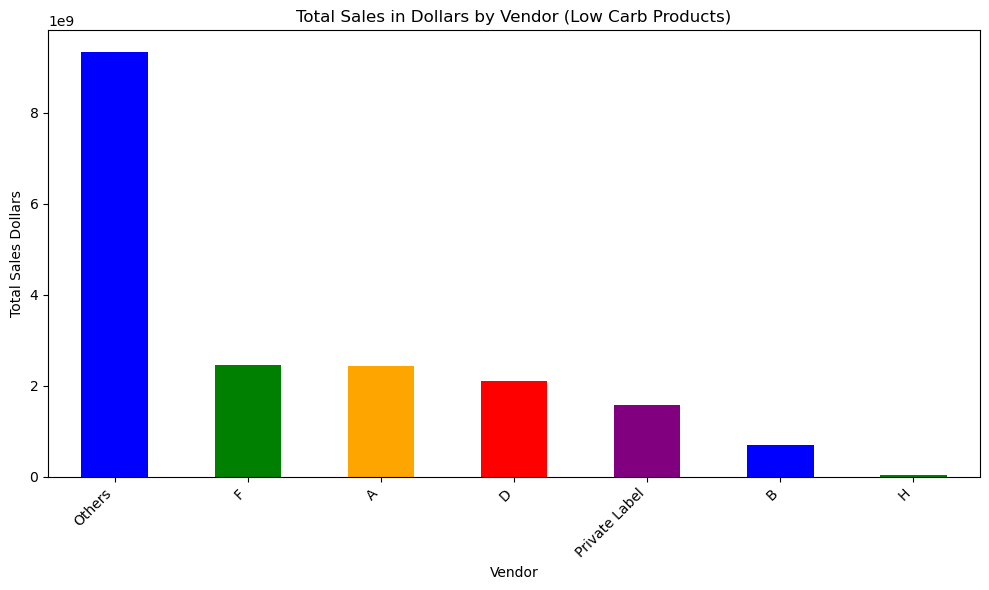 Total Sales in Dollars by Vendor (Low Carb Products)
1e9
Total Sales Dollars
8
6
4
2
0
Others
F
A
D
Private Label
B
H
Vendor